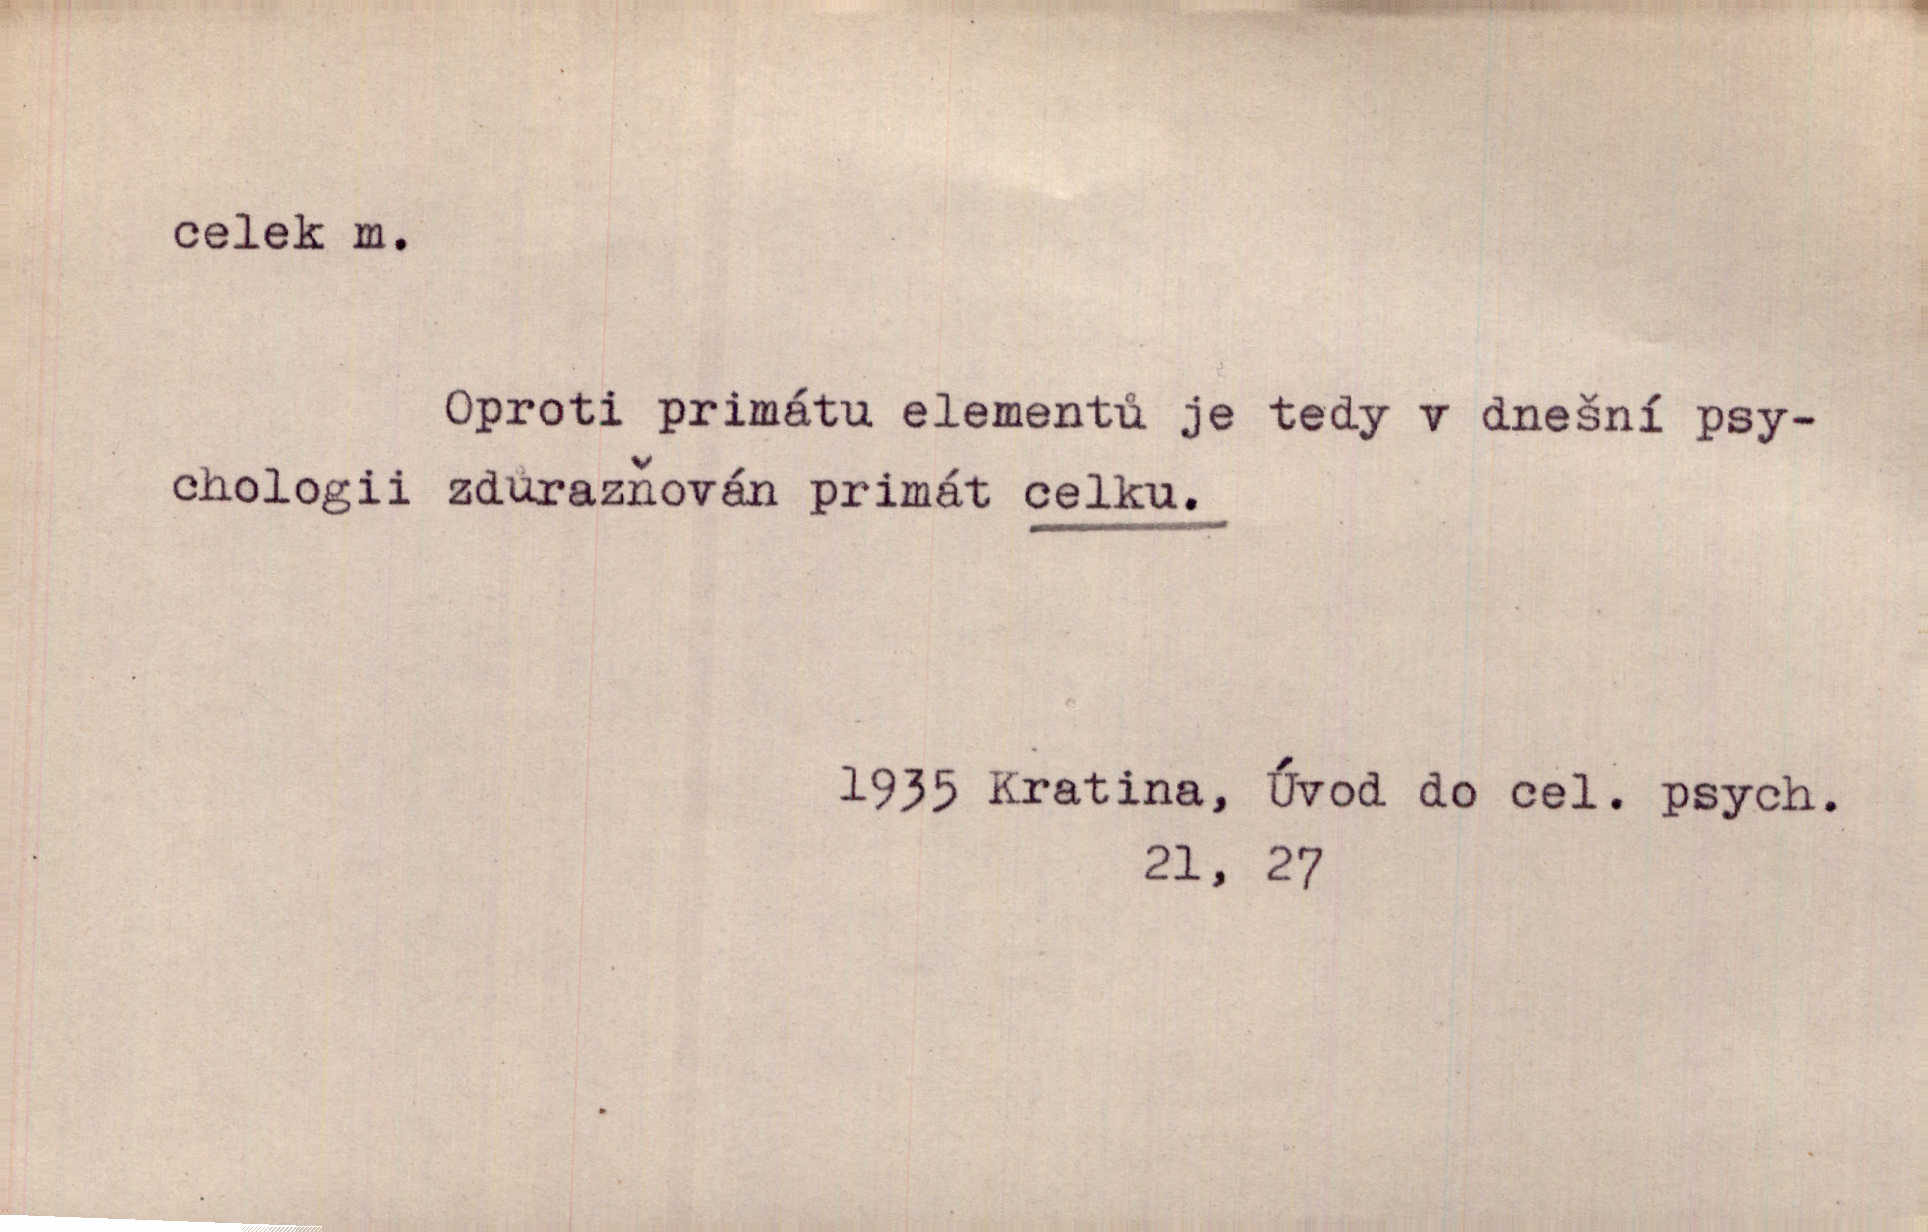 celek m.
Oproti primátu elementů je tedy v dnešní psy-
chologii zdůrazňován primát celku.
1935 Kratina, Úvod do cel. psych.
21, 27